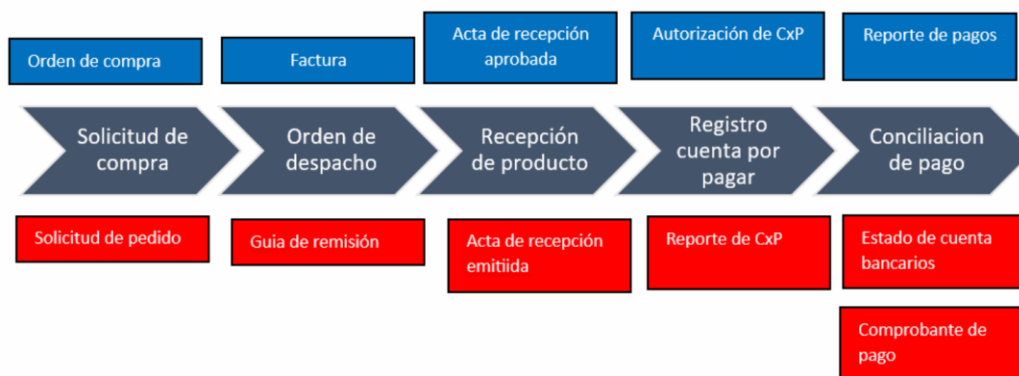 Orden de compra
Factura
Acta de recepción
aprobada
Autorización de CxP
Reporte de pagos
Solicitud de
compra
Orden de
despacho
Recepción
de producto
Registro
cuenta por
pagar
Conciliacion
de pago
Solicitud de pedido
Guia de remisión
Acta de recepción
emitiida
Reporte de CxP
Estado de cuenta
bancarios
Comprobante de
pago